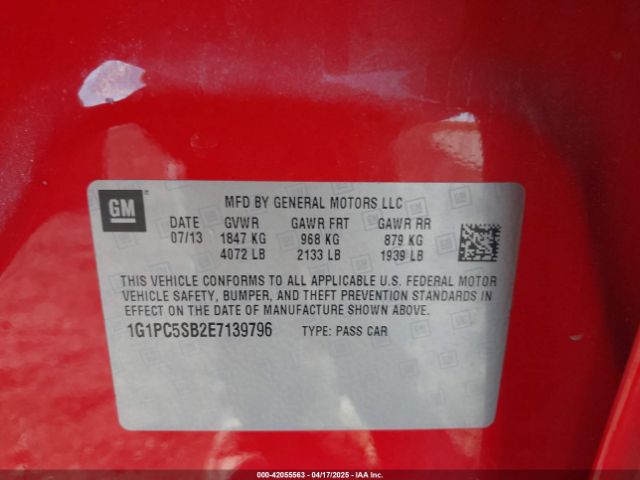 GM
MFD BY GENERAL MOTORS LLC
DATE GVWR GAWR FRT GAWR RR
07/13 1847 KG 968 KG 879 KG
4072 LB 2133 LB 1939 LB
THIS VEHICLE CONFORMS TO ALL APPLICABLE U.S. FEDERAL MOTOR
VEHICLE SAFETY, BUMPER, AND THEFT PREVENTION STANDARDS IN
EFFECT ON THE DATE OF MANUFACTURE SHOWN ABOVE.
1G1PC5SB2E7139796 TYPE: PASS CAR
000-42055563 - 04/17/2025 - IAA Inc.